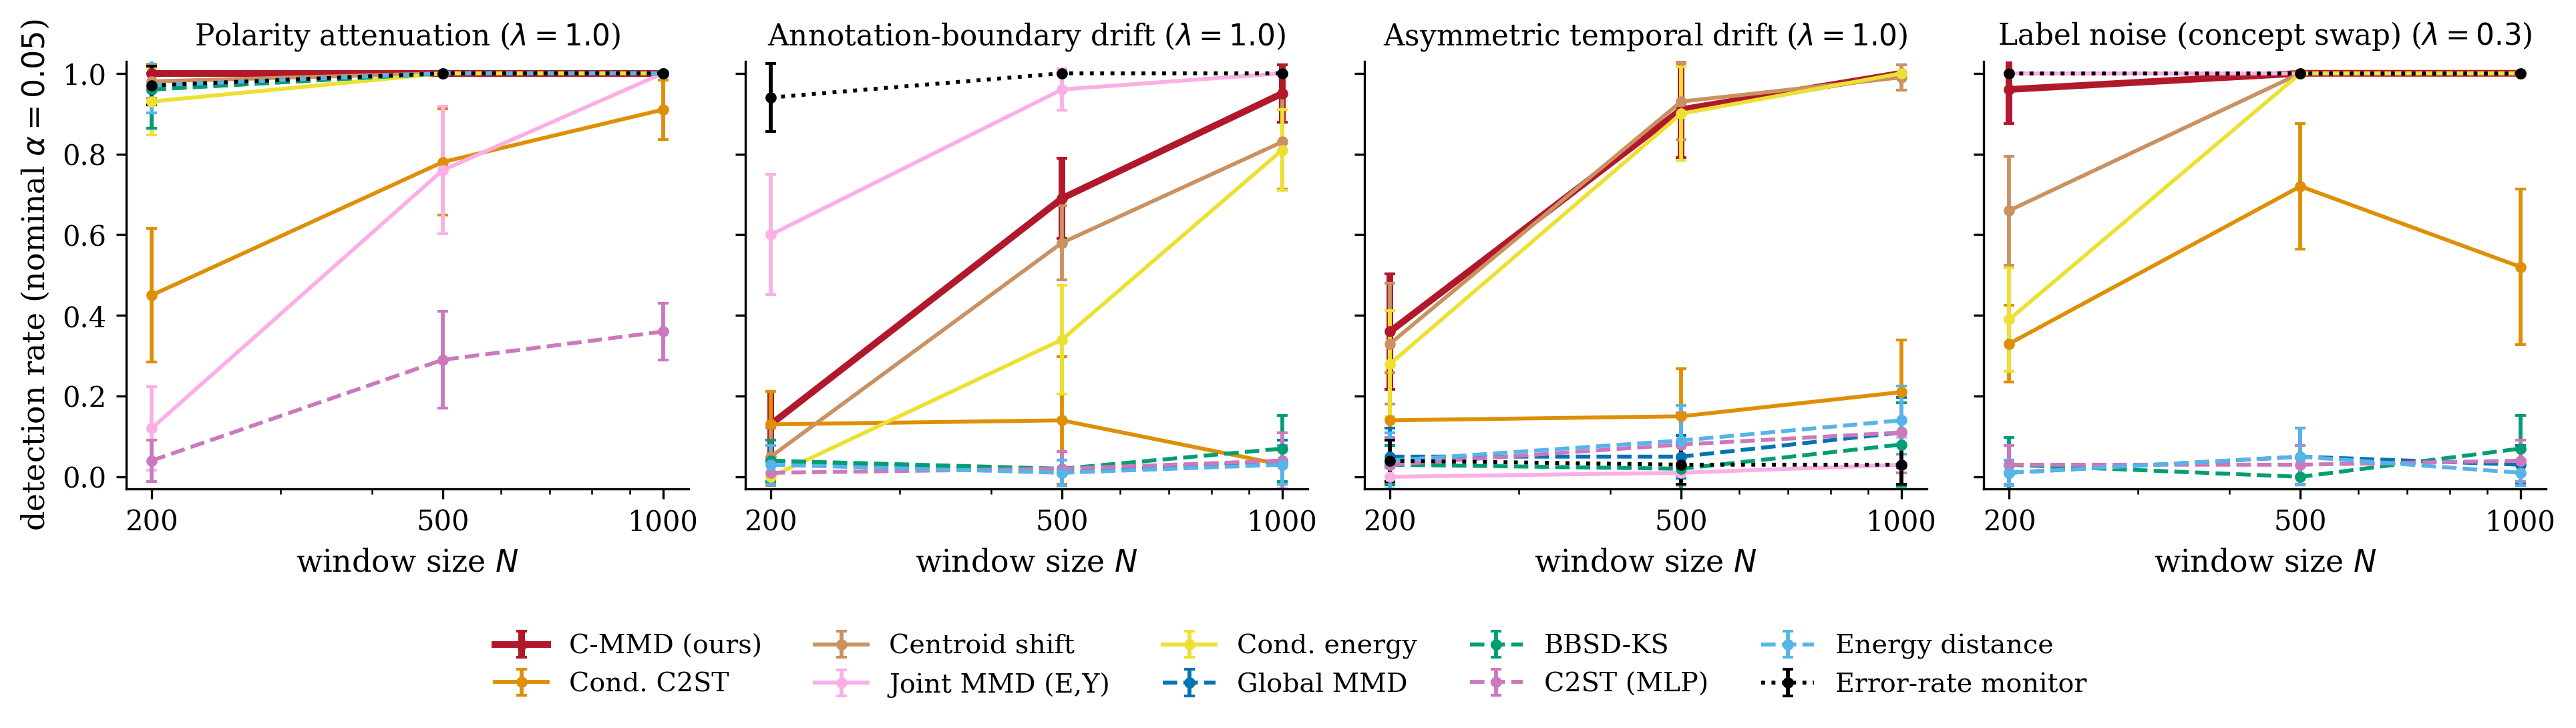 Polarity attenuation (λ = 1.0)
Annotation-boundary drift (λ = 1.0)
Asymmetric temporal drift (λ = 1.0)
Label noise (concept swap) (λ = 0.3)
detection rate (nominal α = 0.05)
1.0
0.8
0.6
0.4
0.2
0.0
200 500 1000
200 500 1000
200 500 1000
200 500 1000
window size N
window size N
window size N
window size N
C-MMD (ours)
Cond. C2ST
Centroid shift
Joint MMD (E,Y)
Cond. energy
Global MMD
BBSD-KS
C2ST (MLP)
Energy distance
Error-rate monitor